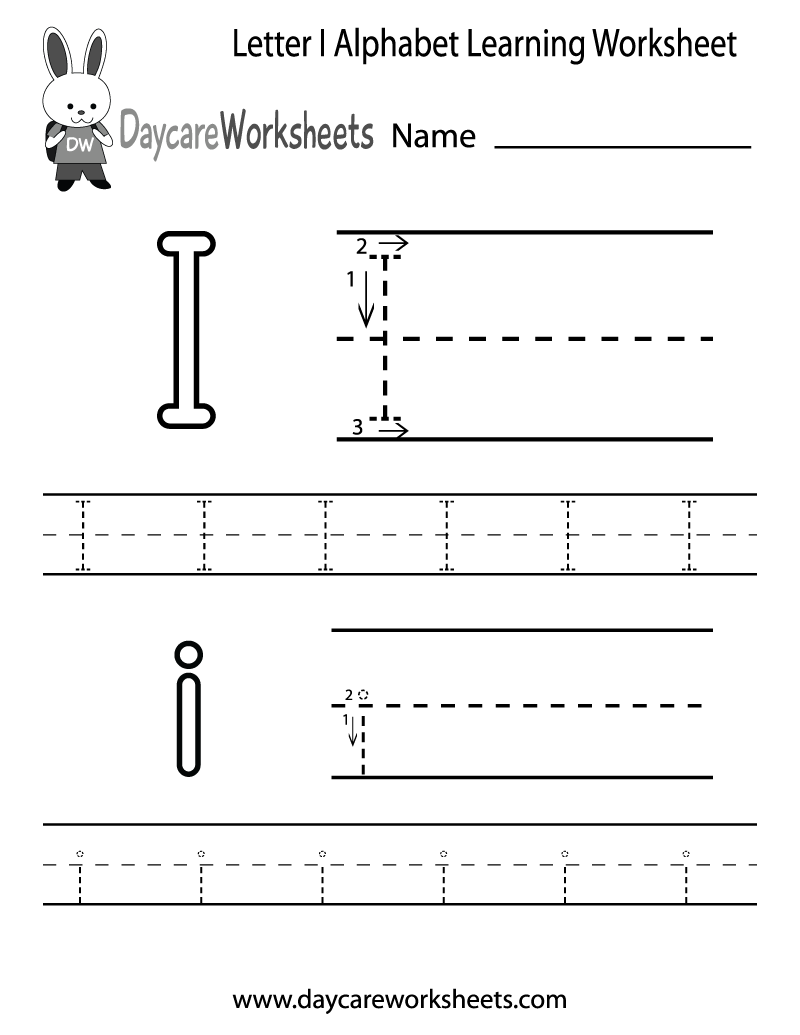 Letter I Alphabet Learning Worksheet
DW
DaycareWorksheets Name
I
2
1
3
I I I I I I
i
2
1
i
i i i i i i
www.daycareworksheets.com